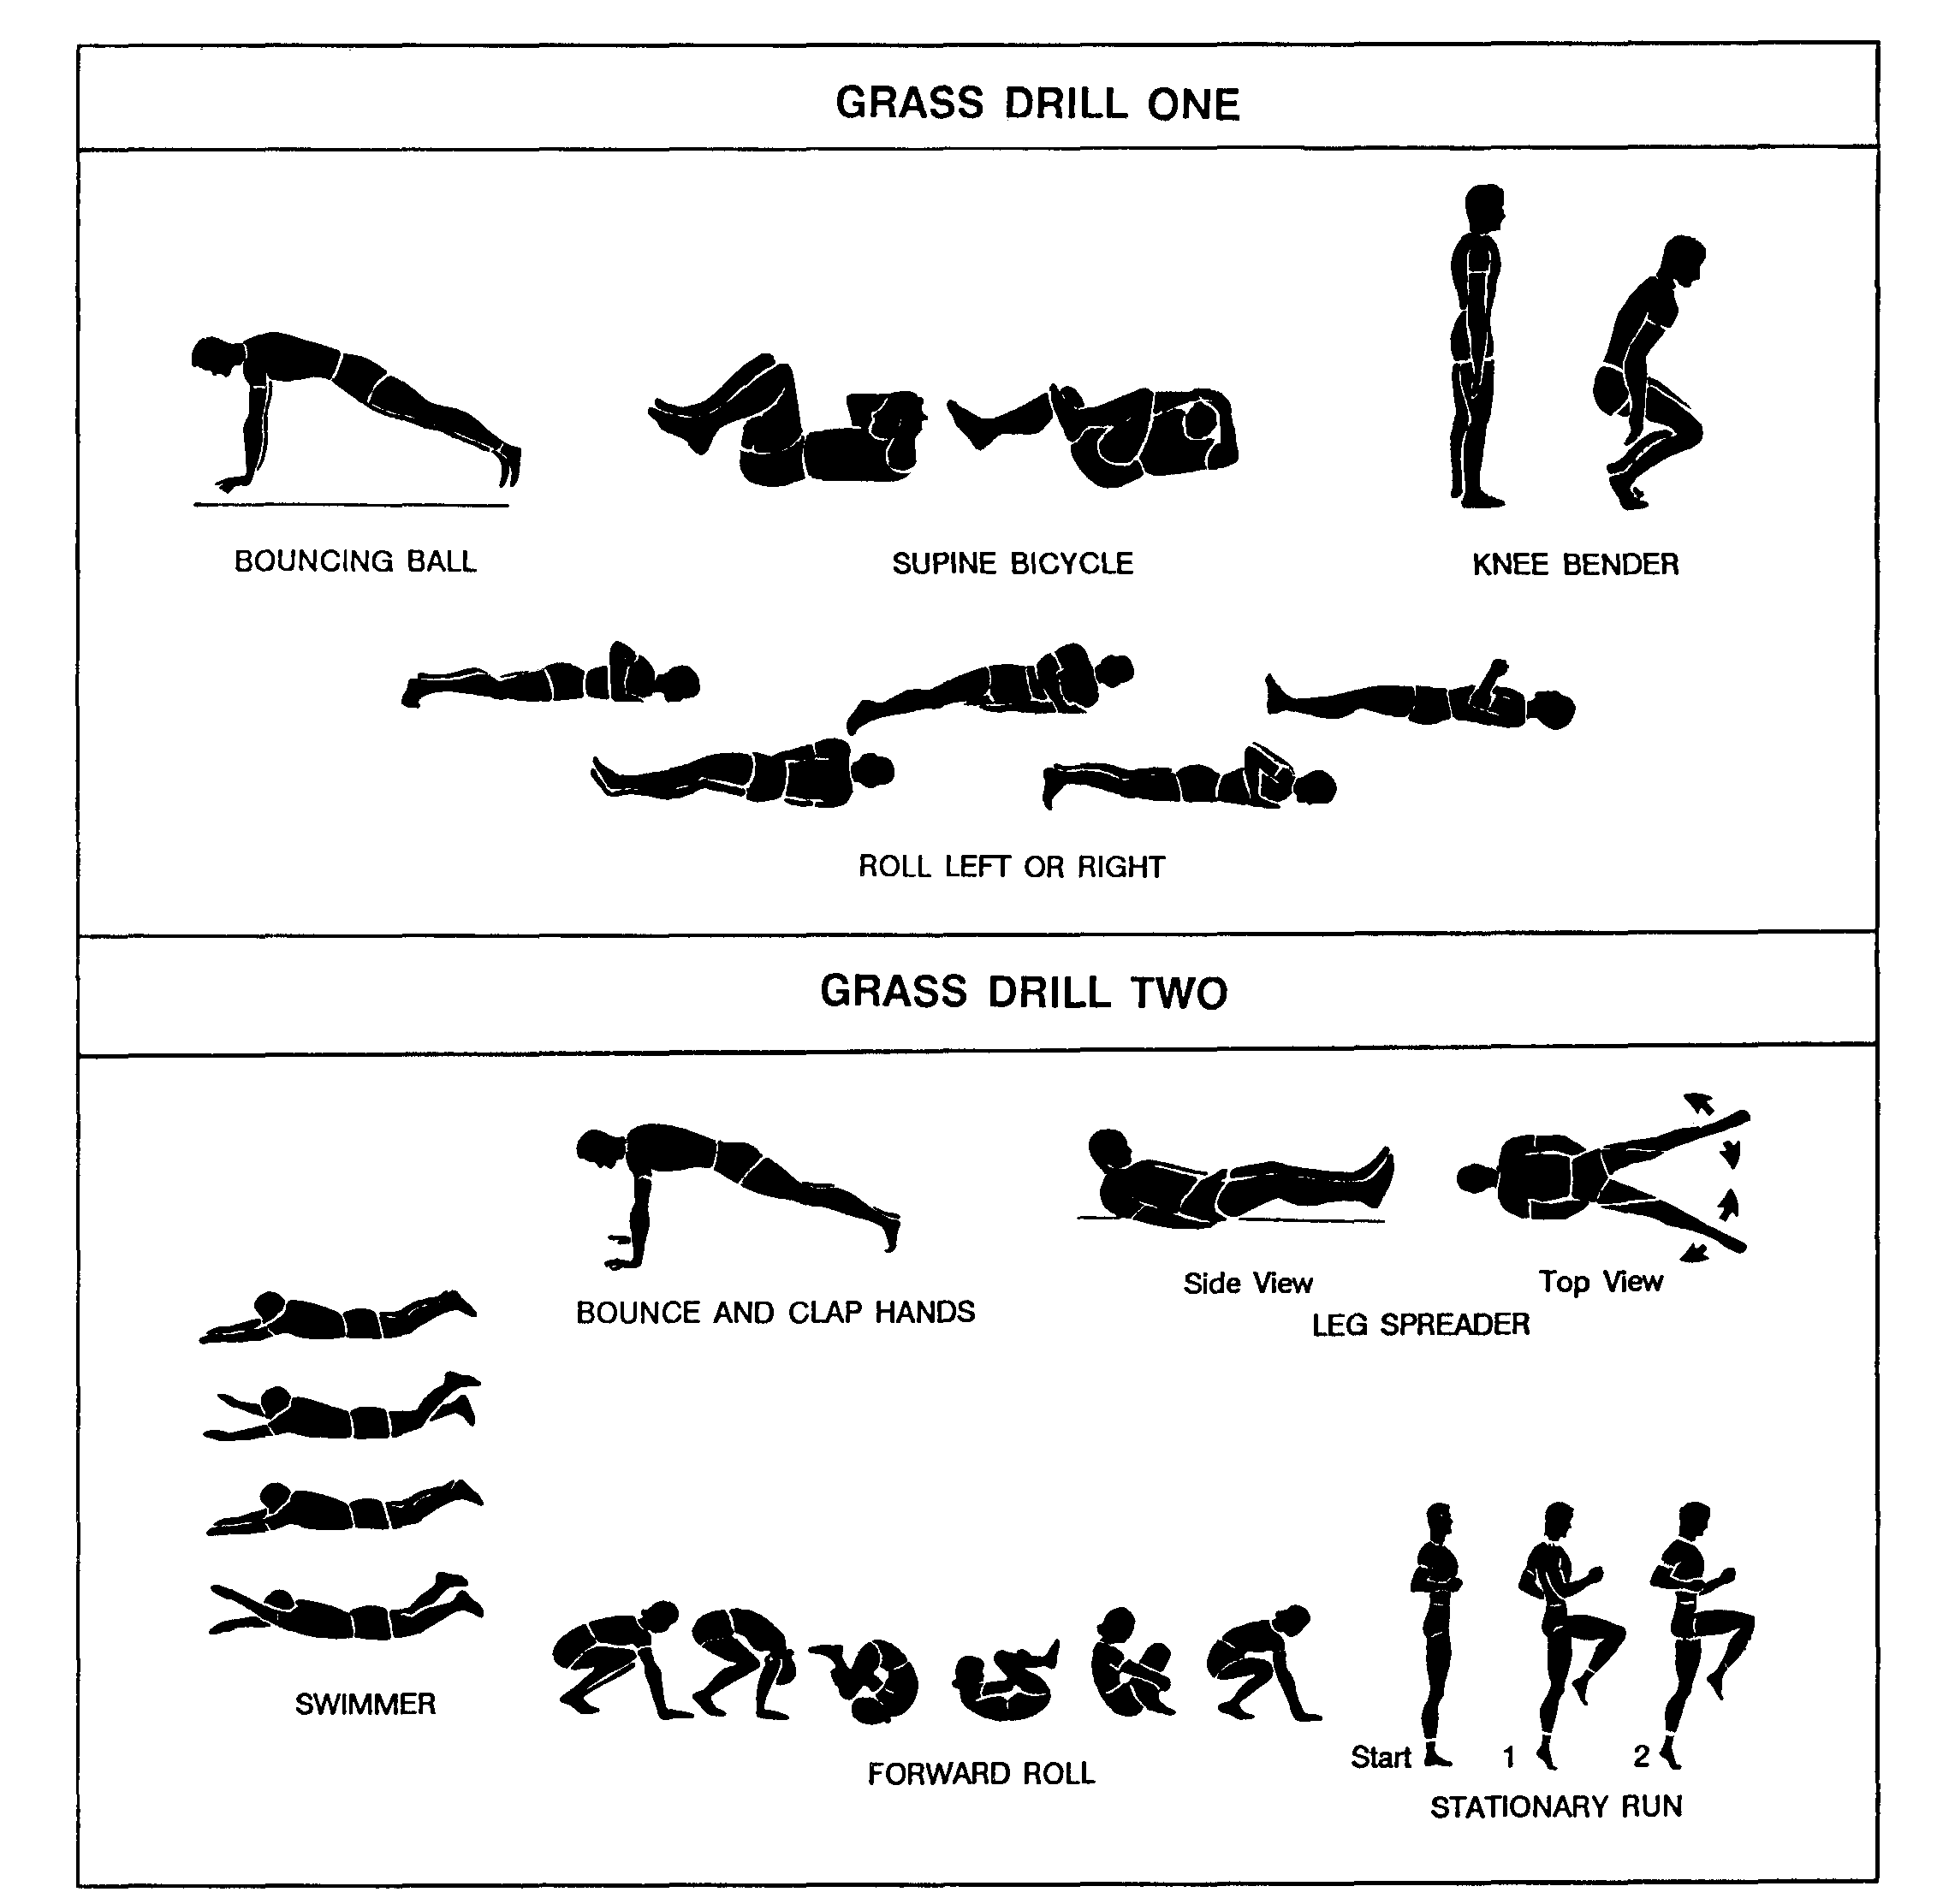 GRASS DRILL ONE
BOUNCING BALL
SUPINE BICYCLE
KNEE BENDER
ROLL LEFT OR RIGHT
GRASS DRILL TWO
BOUNCE AND CLAP HANDS
Side View
Top View
LEG SPREADER
SWIMMER
FORWARD ROLL
Start 1 2
STATIONARY RUN